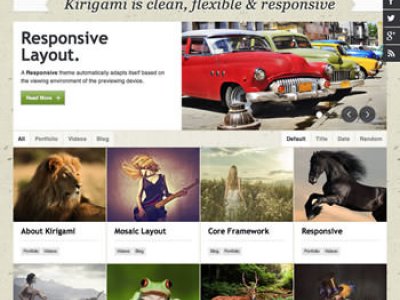 Kirigami is clean, flexible & responsive
Responsive
Layout.
A Responsive theme automatically adapts itself based on
the viewing environment of the previewing device.
Read More
All Portfolio Videos Blog Default Title Date Random
About Kirigami Mosaic Layout Core Framework Responsive
Portfolio Videos Blog Videos Blog Portfolio Portfolio Videos